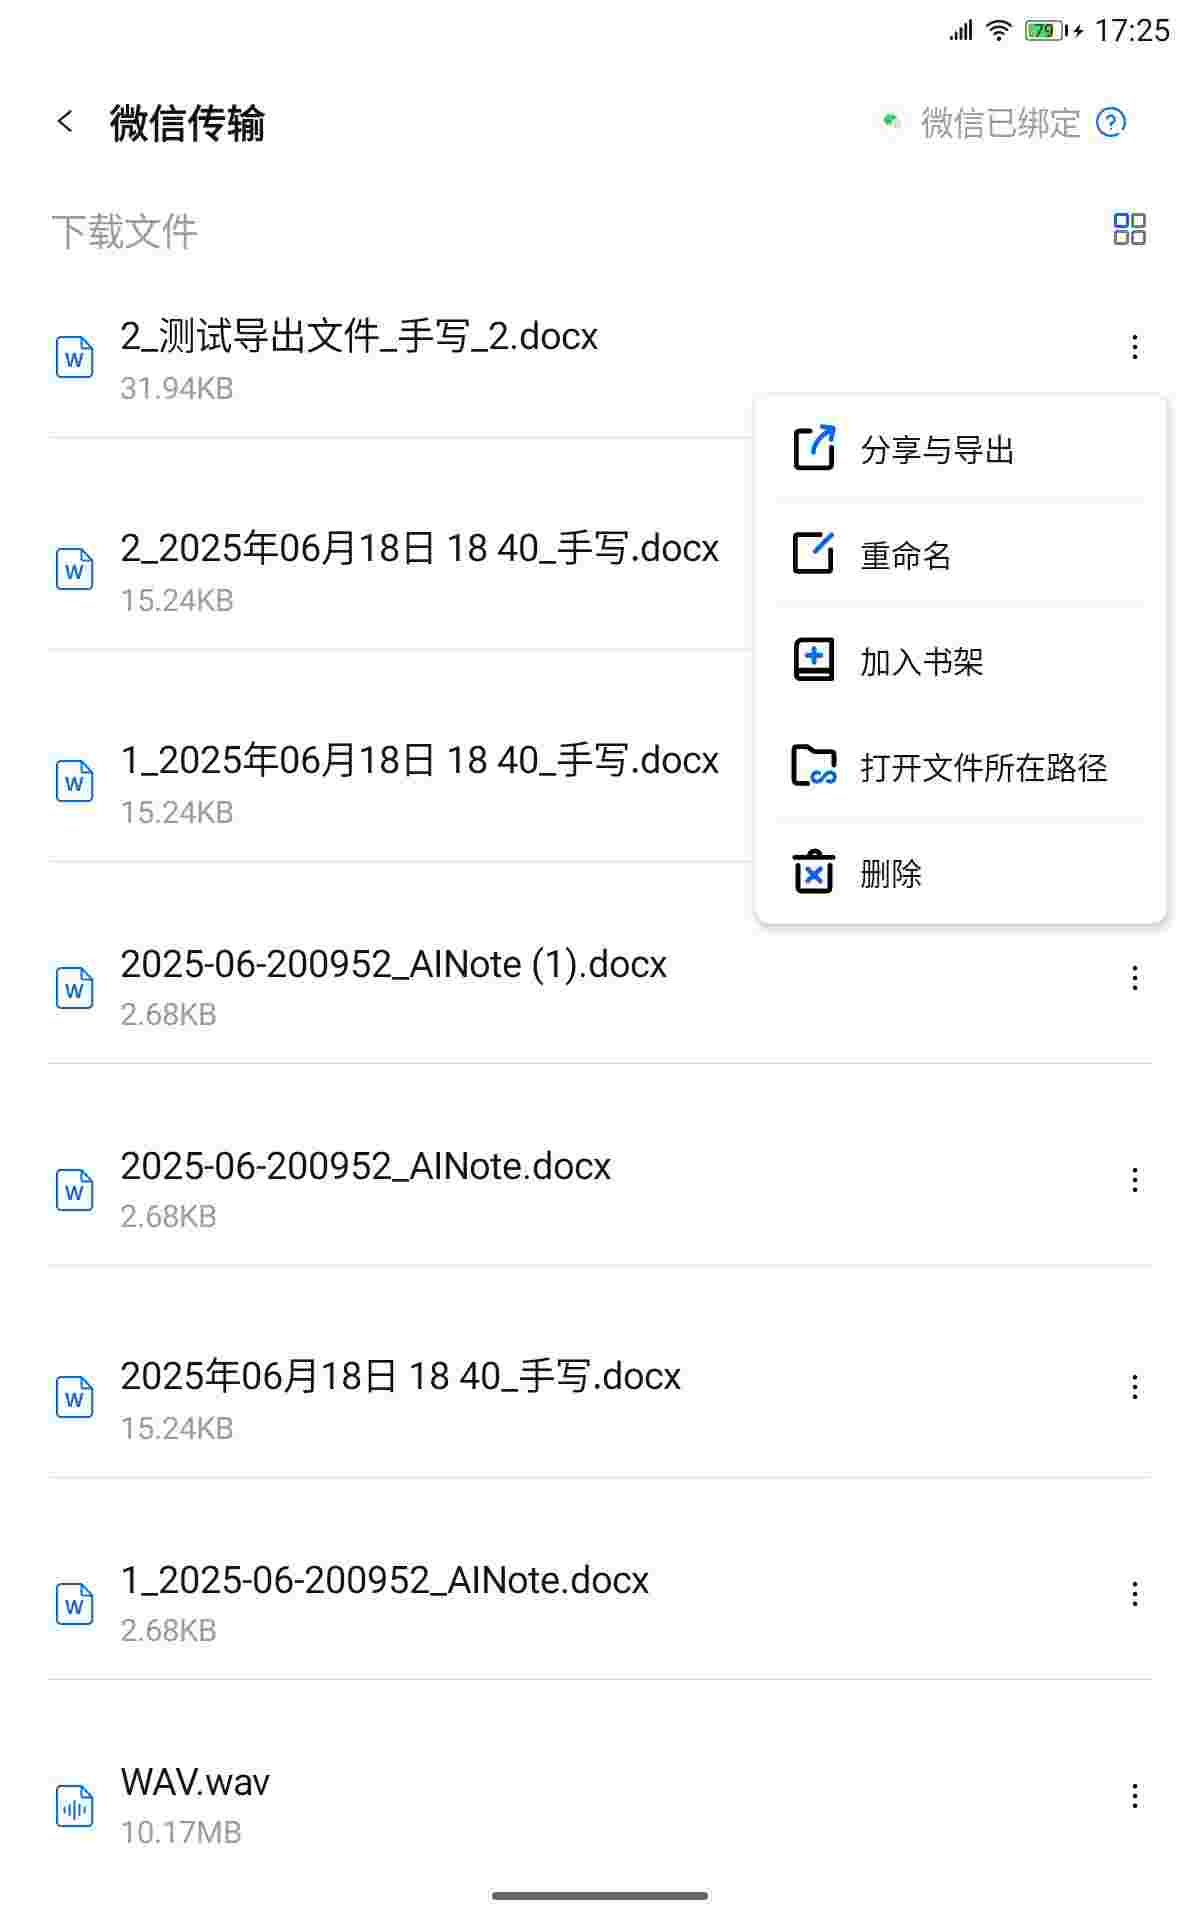 79 17:25
微信传输
微信已绑定 ?
下载文件
2_测试导出文件_手写_2.docx
31.94KB
分享与导出
重命名
加入书架
打开文件所在路径
删除
W
2_2025年06月18日 18 40_手写.docx
15.24KB
W
1_2025年06月18日 18 40_手写.docx
15.24KB
W
2025-06-200952_AINote (1).docx
2.68KB
W
2025-06-200952_AINote.docx
2.68KB
W
2025年06月18日 18 40_手写.docx
15.24KB
W
1_2025-06-200952_AINote.docx
2.68KB
W
WAV.wav
10.17MB